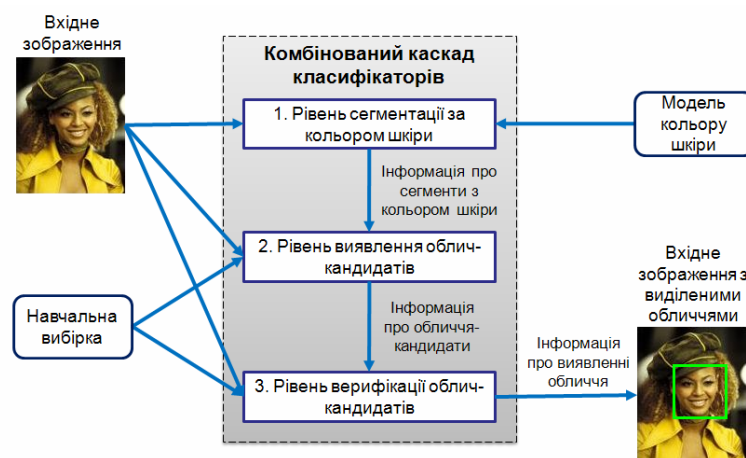 Вхідне
зображення
Комбінований каскад
класифікаторів
1. Рівень сегментації за
кольором шкіри
Модель
кольору
шкіри
Інформація про
сегменти з
кольором шкіри
2. Рівень виявлення облич-
кандидатів
Вхідне
зображення з
виділеними
обличчями
Навчальна
вибірка
Інформація
про обличчя-
кандидати
Інформація
про виявленні
обличчя
3. Рівень верифікації облич-
кандидатів